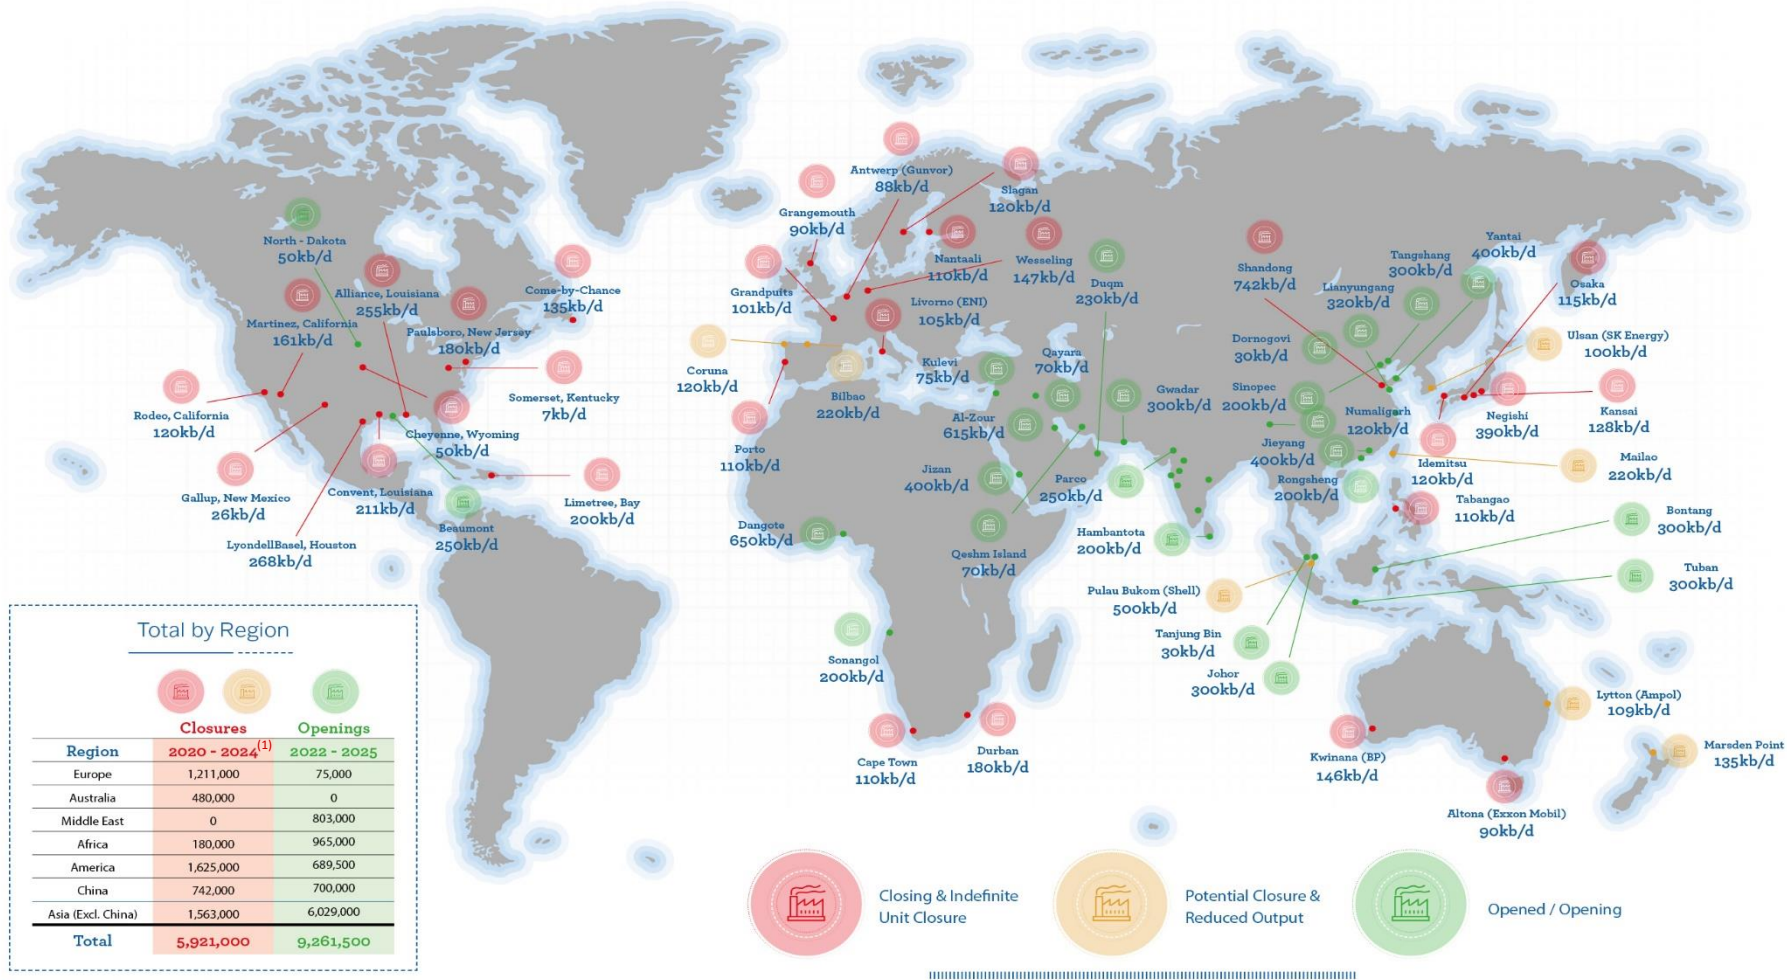 North - Dakota
50kb/d
Martinez, California
161kb/d
Alliance, Louisiana
255kb/d
Paulsboro, New Jersey
180kb/d
Come-by-Chance
135kb/d
Rodeo, California
120kb/d
Somerset, Kentucky
7kb/d
Cheyenne, Wyoming
50kb/d
Gallup, New Mexico
26kb/d
Convent, Louisiana
211kb/d
LyondellBasel, Houston
268kb/d
Beaumont
250kb/d
Limetree, Bay
200kb/d
Antwerp (Gunvor)
88kb/d
Slagan
120kb/d
Grangemouth
90kb/d
Nantaali
110kb/d
Wesseling
147kb/d
Grandpuits
101kb/d
Livorno (ENI)
105kb/d
Duqm
230kb/d
Coruna
120kb/d
Bilbao
220kb/d
Kulevi
75kb/d
Qayara
70kb/d
Porto
110kb/d
Al-Zour
615kb/d
Gwadar
300kb/d
Jizan
400kb/d
Parco
250kb/d
Dangote
650kb/d
Qeshm Island
70kb/d
Hambantota
200kb/d
Sonangol
200kb/d
Cape Town
110kb/d
Durban
180kb/d
Shandong
742kb/d
Tangshang
300kb/d
Yantai
400kb/d
Lianyungang
320kb/d
Osaka
115kb/d
Dornogovi
30kb/d
Ulsan (SK Energy)
100kb/d
Sinopec
200kb/d
Numaligarh
120kb/d
Negishi
390kb/d
Kansai
128kb/d
Jieyang
400kb/d
Idemitsu
120kb/d
Mailao
220kb/d
Rongsheng
200kb/d
Tabangao
110kb/d
Bontang
300kb/d
Tuban
300kb/d
Pulau Bukom (Shell)
500kb/d
Tanjung Bin
30kb/d
Johor
300kb/d
Lytton (Ampol)
109kb/d
Kwinana (BP)
146kb/d
Marsden Point
135kb/d
Altona (Exxon Mobil)
90kb/d
Total by Region
Closures Openings
Region 2020 - 2024(1) 2022 - 2025
Europe 1,211,000 75,000
Australia 480,000 0
Middle East 0 803,000
Africa 180,000 965,000
America 1,625,000 689,500
China 742,000 700,000
Asia (Excl. China) 1,563,000 6,029,000
Total 5,921,000 9,261,500
Closing & Indefinite
Unit Closure
Potential Closure &
Reduced Output
Opened / Opening